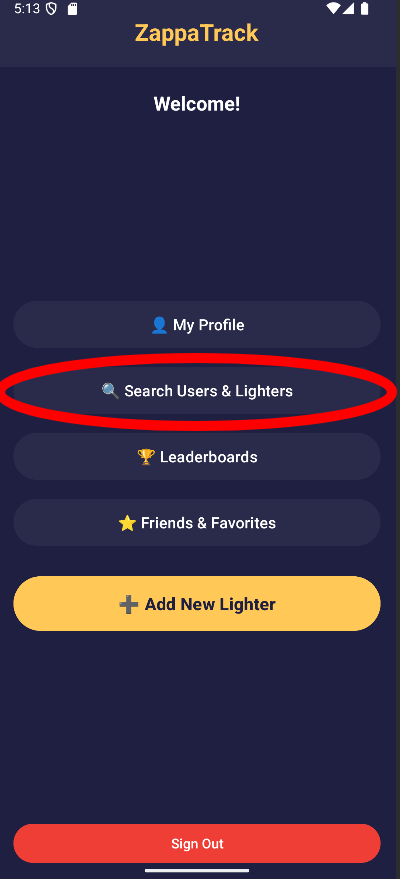 5:13
ZappaTrack
Welcome!
My Profile
Search Users & Lighters
Leaderboards
Friends & Favorites
Add New Lighter
Sign Out